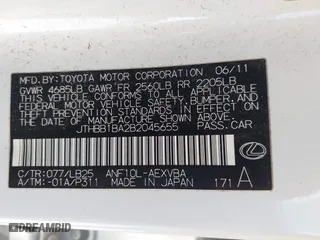 MFD.BY:TOYOTA MOTOR CORPORATION 06/11
GVWR 4685LB GAWR FR 2560LB RR 2205LB
THIS VEHICLE CONFORMS TO ALL APPLICABLE
FEDERAL MOTOR VEHICLE SAFETY, BUMPER, AND
THEFT PREVENTION STANDARDS IN EFFECT ON
THE DATE OF MANUFACTURE SHOWN ABOVE.
JTHBB1BA2B2045655 PASS.CAR
C/TR:077/LB25 ANF10L-AEXVBA
A/TM:-01A/P311 MADE IN JAPAN 171 A